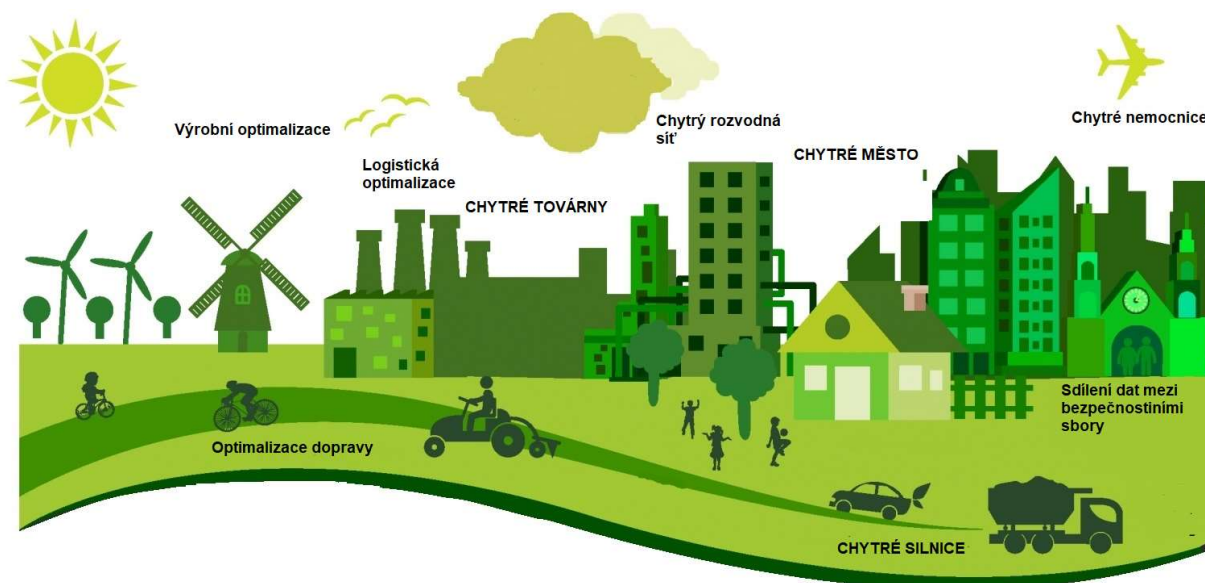 Výrobní optimalizace
Logistická
optimalizace
CHYTRÉ TOVÁRNY
Chytrý rozvodná
síť
CHYTRÉ MĚSTO
Chytré nemocnice
Optimalizace dopravy
Sdílení dat mezi
bezpečnostiními
sbory
CHYTRÉ SILNICE